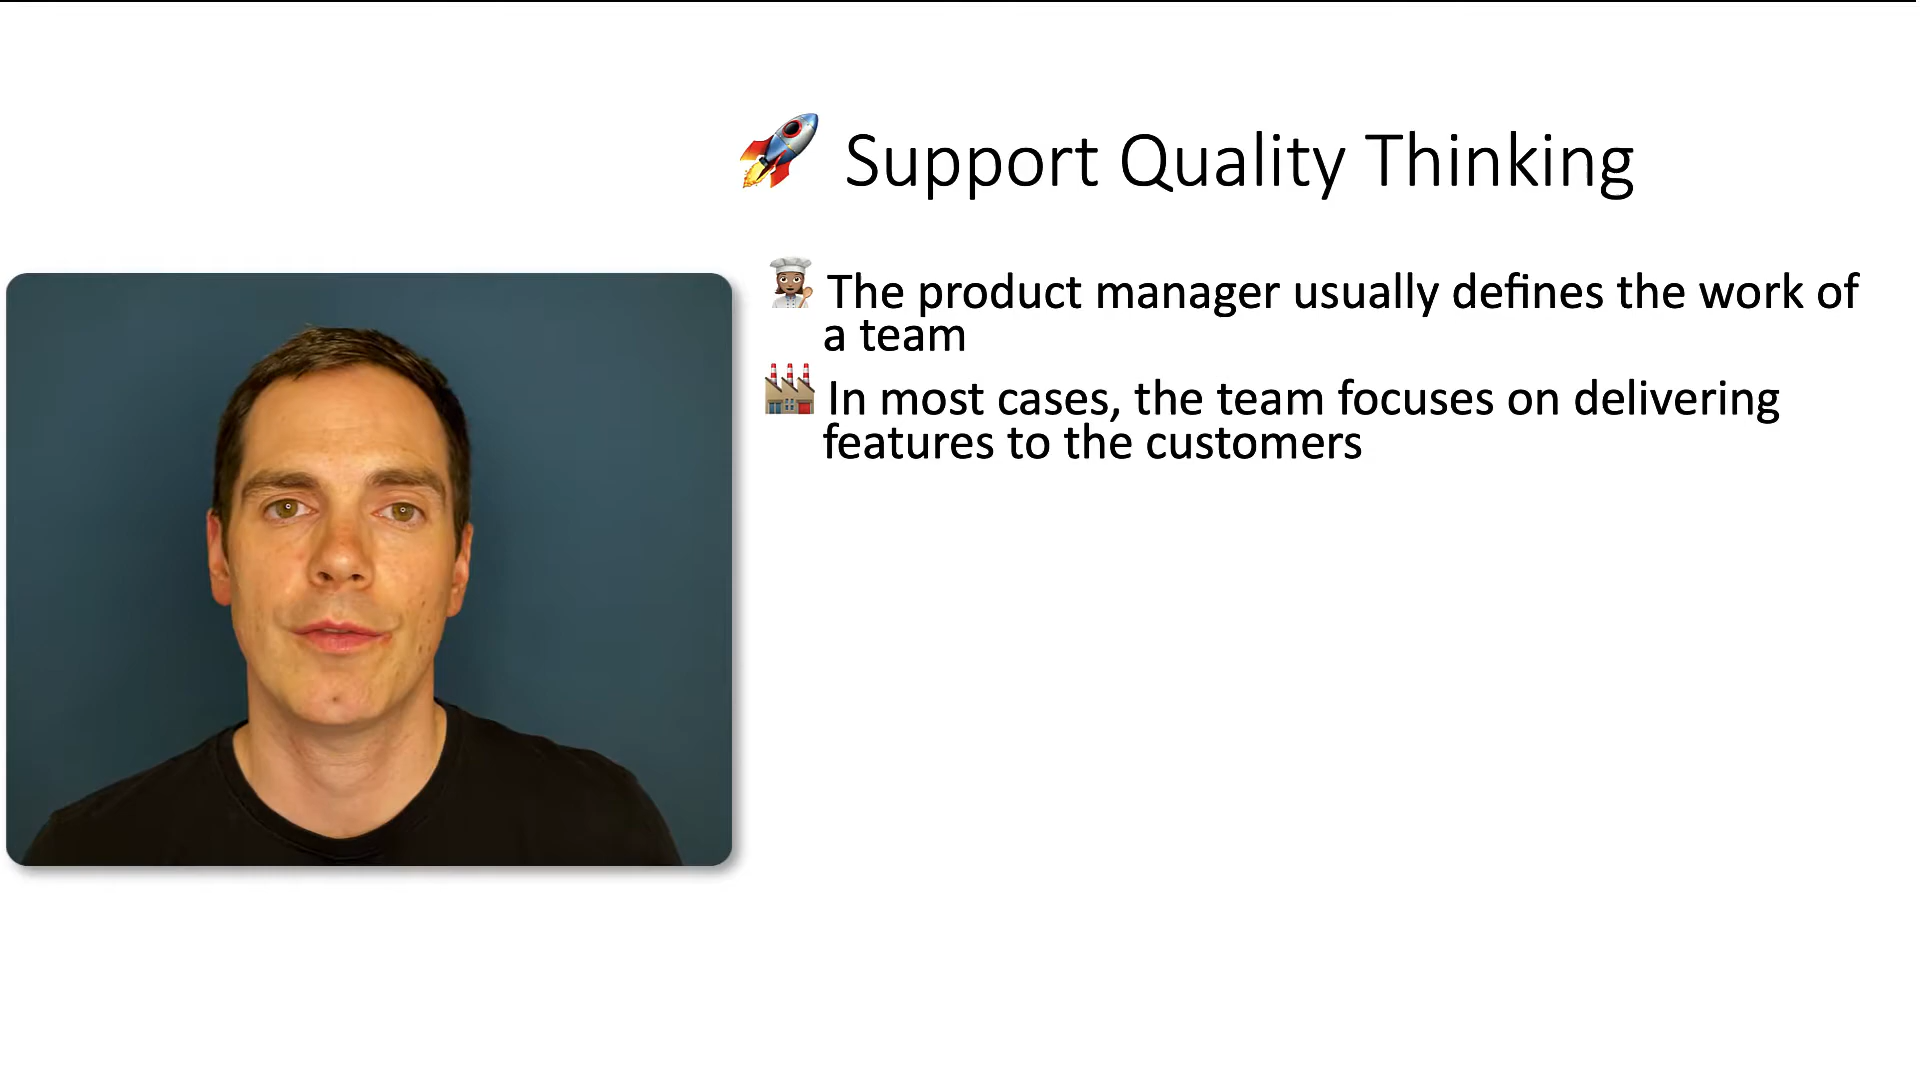 🚀 Support Quality Thinking
👩🏽‍🍳 The product manager usually defines the work of
a team
🏭 In most cases, the team focuses on delivering
features to the customers